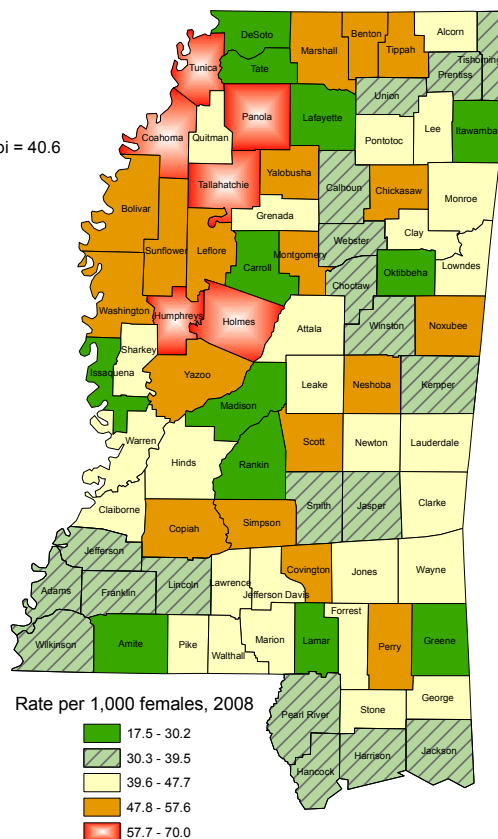 DeSoto
Benton
Alcorn
Marshall
Tippah
Tunica
Tate
Prentiss
Union
Panola
Lafayette
Lee
Itawamba
Coahoma
Quitman
Pontotoc
Tallahatchie
Yalobusha
Calhoun
Chickasaw
Monroe
Bolivar
Grenada
Clay
Sunflower
Leflore
Montgomery
Webster
Carroll
Oktibbeha
Lowndes
Choctaw
Washington
Humphreys
Holmes
Winston
Noxubee
Attala
Sharkey
Issaquena
Yazoo
Leake
Neshoba
Kemper
Madison
Warren
Scott
Newton
Lauderdale
Hinds
Rankin
Smith
Jasper
Clarke
Claiborne
Copiah
Simpson
Jefferson
Covington
Jones
Wayne
Adams
Franklin
Lincoln
Lawrence
Jefferson Davis
Forrest
Wilkinson
Amite
Pike
Walthall
Marion
Lamar
Perry
Greene
Pearl River
Stone
George
Hancock
Harrison
Jackson
= 40.6
Rate per 1,000 females, 2008
17.5 - 30.2
30.3 - 39.5
39.6 - 47.7
47.8 - 57.6
57.7 - 70.0